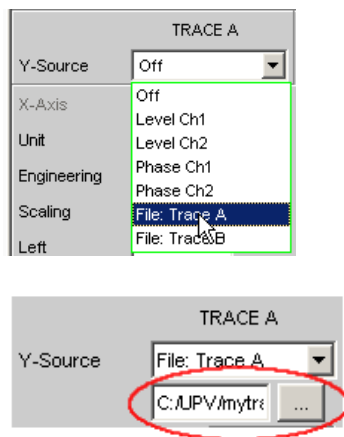 TRACE A
Y-Source Off
X-Axis Off
Level Ch1
Unit Level Ch2
Engineering Phase Ch1
Phase Ch2
Scaling File: Trace A
Left File: Trace B
TRACE A
Y-Source File: Trace A
C:/UPV/mytra ...